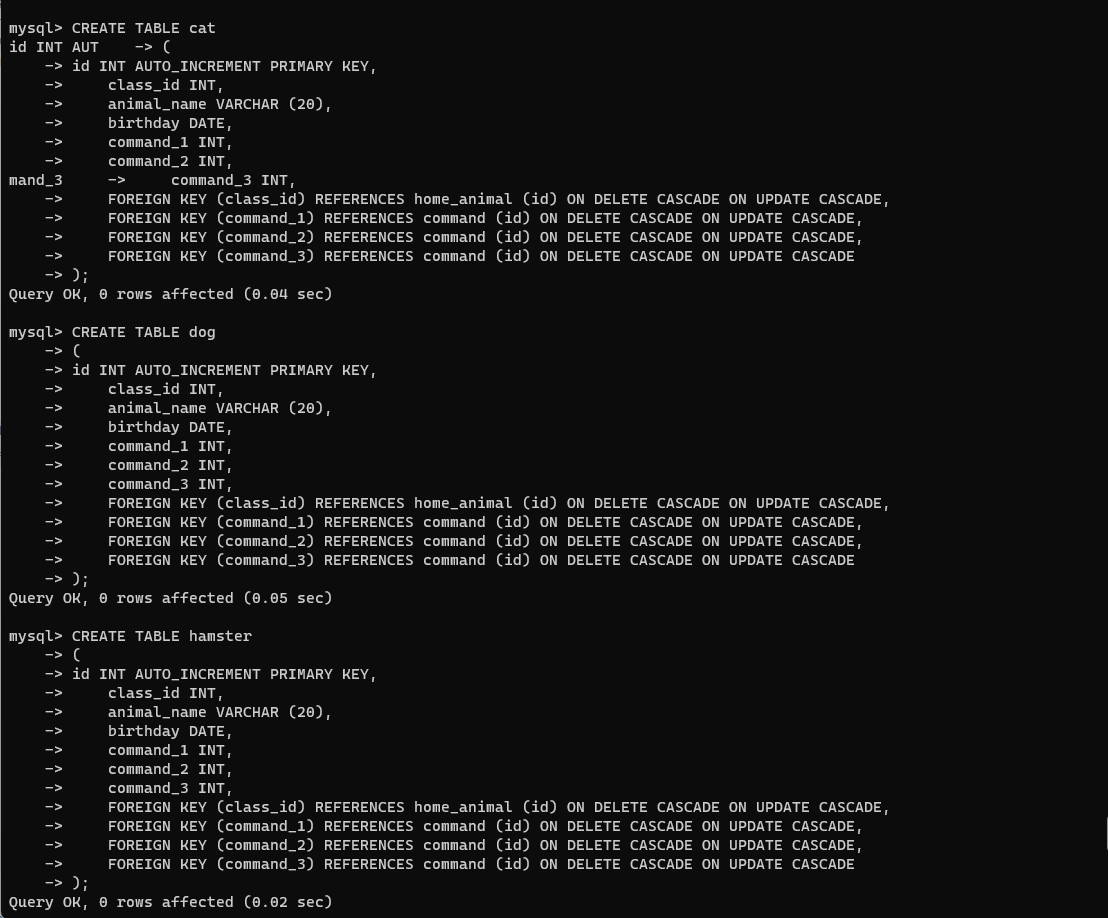 mysql> CREATE TABLE cat
id INT AUT    -> (
    -> id INT AUTO_INCREMENT PRIMARY KEY,
    ->     class_id INT,
    ->     animal_name VARCHAR (20),
    ->     birthday DATE,
    ->     command_1 INT,
    ->     command_2 INT,
mand_3     ->     command_3 INT,
    ->     FOREIGN KEY (class_id) REFERENCES home_animal (id) ON DELETE CASCADE ON UPDATE CASCADE,
    ->     FOREIGN KEY (command_1) REFERENCES command (id) ON DELETE CASCADE ON UPDATE CASCADE,
    ->     FOREIGN KEY (command_2) REFERENCES command (id) ON DELETE CASCADE ON UPDATE CASCADE,
    ->     FOREIGN KEY (command_3) REFERENCES command (id) ON DELETE CASCADE ON UPDATE CASCADE
    -> );
Query OK, 0 rows affected (0.04 sec)

mysql> CREATE TABLE dog
    -> (
    -> id INT AUTO_INCREMENT PRIMARY KEY,
    ->     class_id INT,
    ->     animal_name VARCHAR (20),
    ->     birthday DATE,
    ->     command_1 INT,
    ->     command_2 INT,
    ->     command_3 INT,
    ->     FOREIGN KEY (class_id) REFERENCES home_animal (id) ON DELETE CASCADE ON UPDATE CASCADE,
    ->     FOREIGN KEY (command_1) REFERENCES command (id) ON DELETE CASCADE ON UPDATE CASCADE,
    ->     FOREIGN KEY (command_2) REFERENCES command (id) ON DELETE CASCADE ON UPDATE CASCADE,
    ->     FOREIGN KEY (command_3) REFERENCES command (id) ON DELETE CASCADE ON UPDATE CASCADE
    -> );
Query OK, 0 rows affected (0.05 sec)

mysql> CREATE TABLE hamster
    -> (
    -> id INT AUTO_INCREMENT PRIMARY KEY,
    ->     class_id INT,
    ->     animal_name VARCHAR (20),
    ->     birthday DATE,
    ->     command_1 INT,
    ->     command_2 INT,
    ->     command_3 INT,
    ->     FOREIGN KEY (class_id) REFERENCES home_animal (id) ON DELETE CASCADE ON UPDATE CASCADE,
    ->     FOREIGN KEY (command_1) REFERENCES command (id) ON DELETE CASCADE ON UPDATE CASCADE,
    ->     FOREIGN KEY (command_2) REFERENCES command (id) ON DELETE CASCADE ON UPDATE CASCADE,
    ->     FOREIGN KEY (command_3) REFERENCES command (id) ON DELETE CASCADE ON UPDATE CASCADE
    -> );
Query OK, 0 rows affected (0.02 sec)